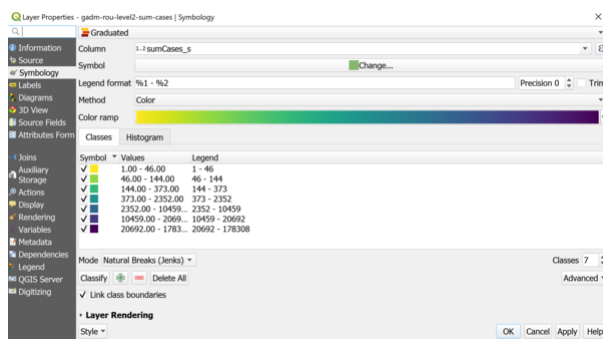 Layer Properties - gadm-rou-level2-sum-cases | Symbology
Graduated
Information
Source
Symbology
Labels
Diagrams
3D View
Source Fields
Attributes Form
Joins
Auxiliary
Storage
Actions
Display
Rendering
Variables
Metadata
Dependencies
Legend
QGIS Server
Digitizing
Column 1.2 sumCases_s
Symbol Change...
Legend format %1 - %2 Precision 0 Trim
Method Color
Color ramp
Classes Histogram
Symbol Values Legend
1.00 - 46.00 1 - 46
46.00 - 144.00 46 - 144
144.00 - 373.00 144 - 373
373.00 - 2352.00 373 - 2352
2352.00 - 10459... 2352 - 10459
10459.00 - 2069... 10459 - 20692
20692.00 - 1783... 20692 - 178308
Mode Natural Breaks (Jenks) Classes 7
Classify Delete All Advanced
Link class boundaries
Layer Rendering
Style OK Cancel Apply Help